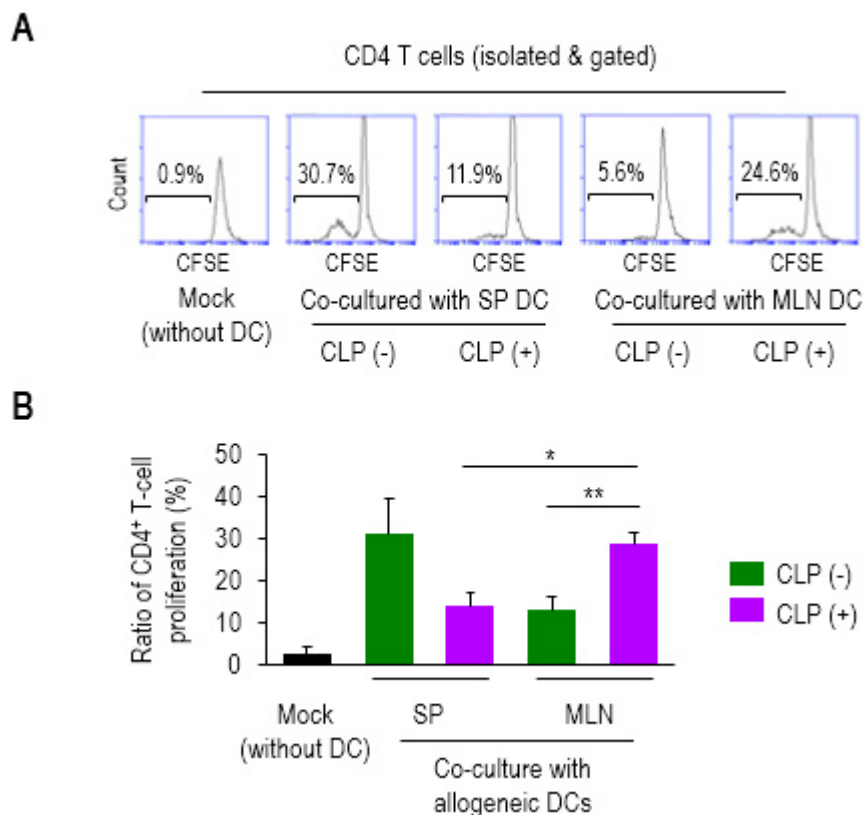 A
CD4 T cells (isolated & gated)
0.9%
30.7%
11.9%
5.6%
24.6%
Count
CFSE
CFSE
CFSE
CFSE
CFSE
Mock
(without DC)
Co-cultured with SP DC
Co-cultured with MLN DC
CLP (-)
CLP (+)
CLP (-)
CLP (+)
B
Ratio of CD4⁺ T-cell
proliferation (%)
50
40
30
20
10
0
*
**
CLP (-)
CLP (+)
Mock
(without DC)
SP
MLN
Co-culture with
allogeneic DCs